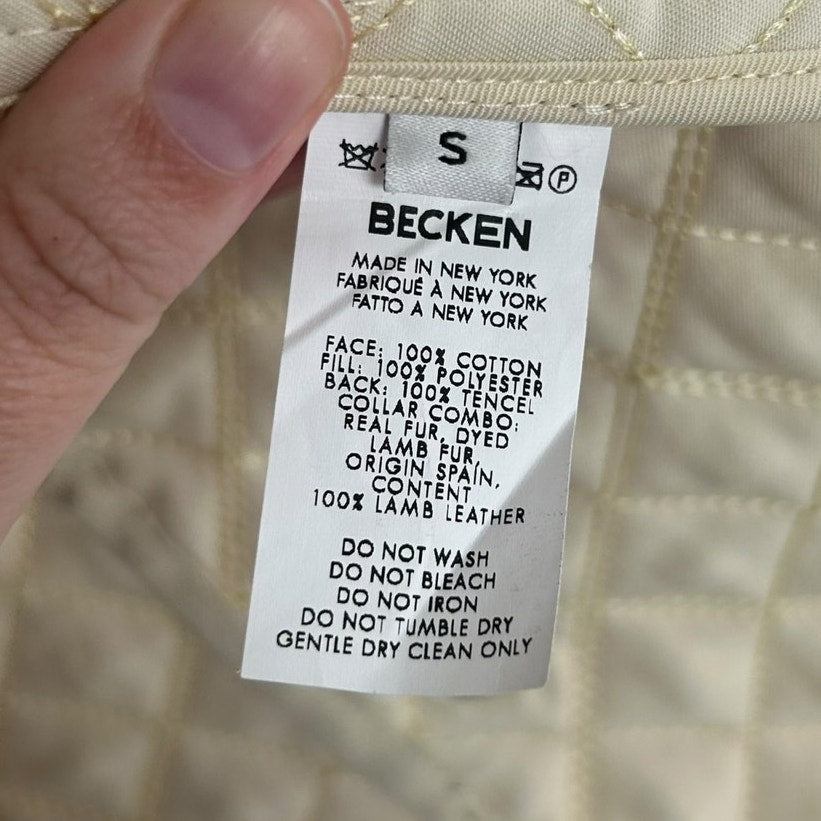 S
P
BECKEN
MADE IN NEW YORK
FABRIQUÉ À NEW YORK
FATTO A NEW YORK
FACE: 100% COTTON
FILL: 100% POLYESTER
BACK: 100% TENCEL
COLLAR COMBO:
REAL FUR, DYED
LAMB FUR,
ORIGIN SPAIN,
CONTENT
100% LAMB LEATHER
DO NOT WASH
DO NOT BLEACH
DO NOT IRON
DO NOT TUMBLE DRY
GENTLE DRY CLEAN ONLY